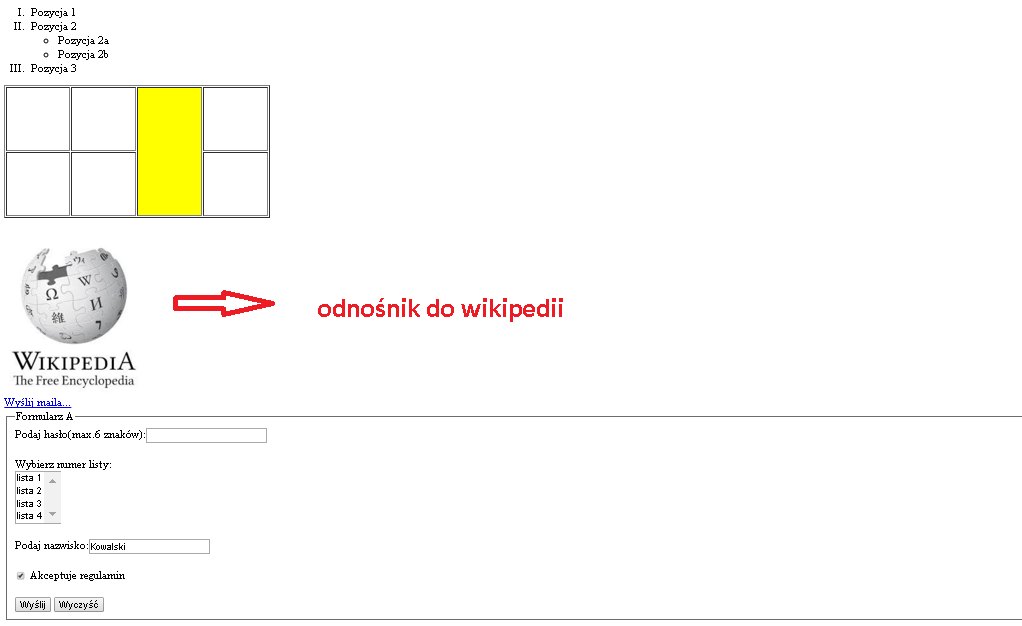 I. Pozycja 1
II. Pozycja 2
Pozycja 2a
Pozycja 2b
III. Pozycja 3
Ω W И 維 7
odnośnik do wikipedii
WIKIPEDIA
The Free Encyclopedia
Wyślij maila...
Formularz A
Podaj hasło(max.6 znaków):
Wybierz numer listy:
lista 1
lista 2
lista 3
lista 4
Podaj nazwisko: Kowalski
Akceptuje regulamin
Wyślij Wyczyść